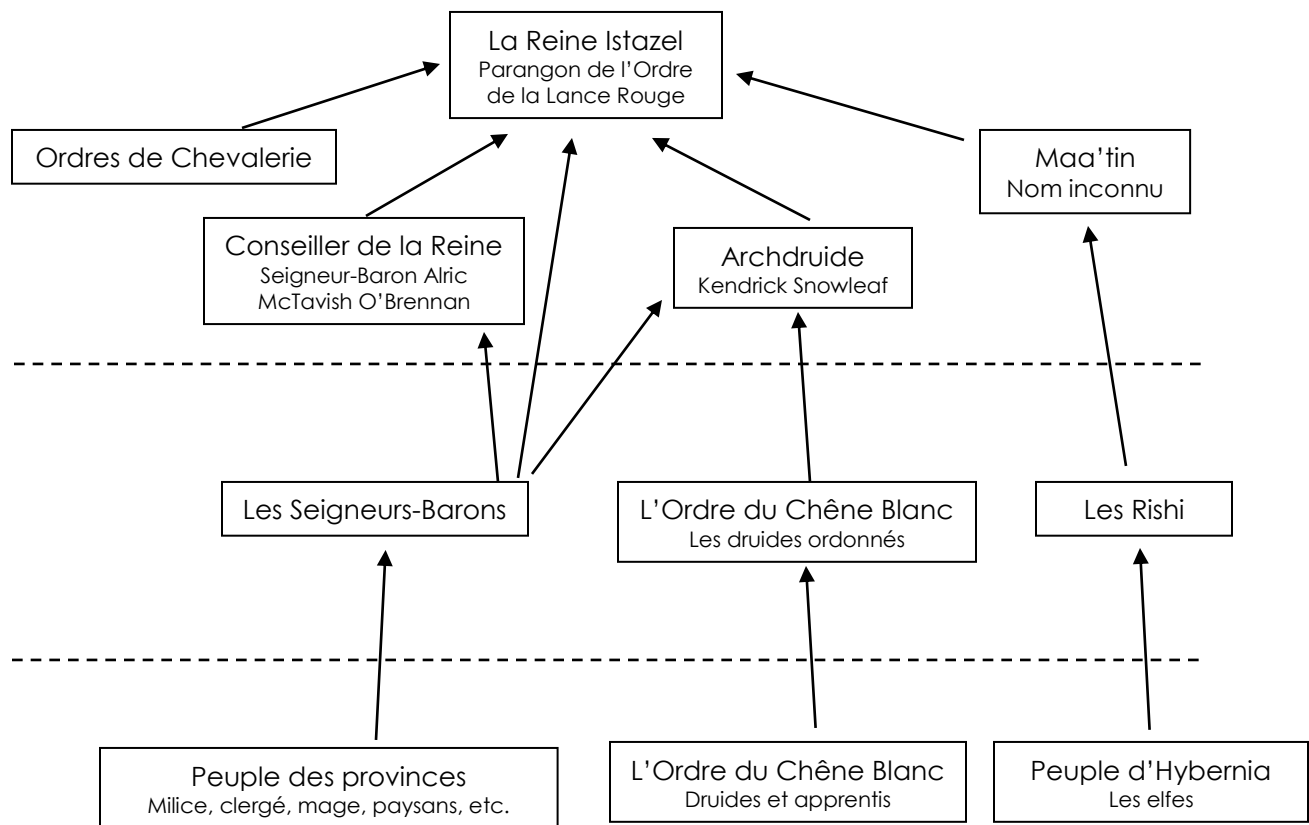 La Reine Istazel
Parangon de l’Ordre
de la Lance Rouge
Ordres de Chevalerie
Maa’tin
Nom inconnu
Conseiller de la Reine
Seigneur-Baron Alric
McTavish O’Brennan
Archdruide
Kendrick Snowleaf
Les Seigneurs-Barons
L’Ordre du Chêne Blanc
Les druides ordonnés
Les Rishi
Peuple des provinces
Milice, clergé, mage, paysans, etc.
L’Ordre du Chêne Blanc
Druides et apprentis
Peuple d’Hybernia
Les elfes